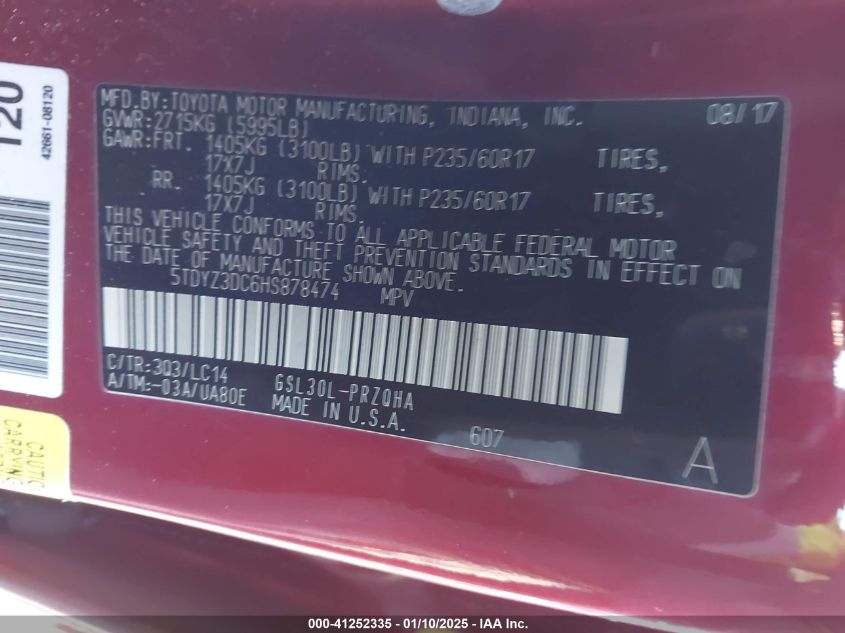 120
42661-08120
MFD. BY: TOYOTA MOTOR MANUFACTURING, INDIANA, INC. 08/17
GVWR: 2715KG (5995LB)
GAWR: FRT. 1405KG (3100LB) WITH P235/60R17 TIRES,
17X7J RIMS.
RR. 1405KG (3100LB) WITH P235/60R17 TIRES,
17X7J RIMS.
THIS VEHICLE CONFORMS TO ALL APPLICABLE FEDERAL MOTOR
VEHICLE SAFETY AND THEFT PREVENTION STANDARDS IN EFFECT ON
THE DATE OF MANUFACTURE SHOWN ABOVE.
5TDYZ3DC6HS878474 MPV
C/TR: 3Q3/LC14 GSL30L-PRZQHA
A/TM: -03A/UA80E MADE IN U.S.A.
607
A
000-41252335 - 01/10/2025 - IAA Inc.